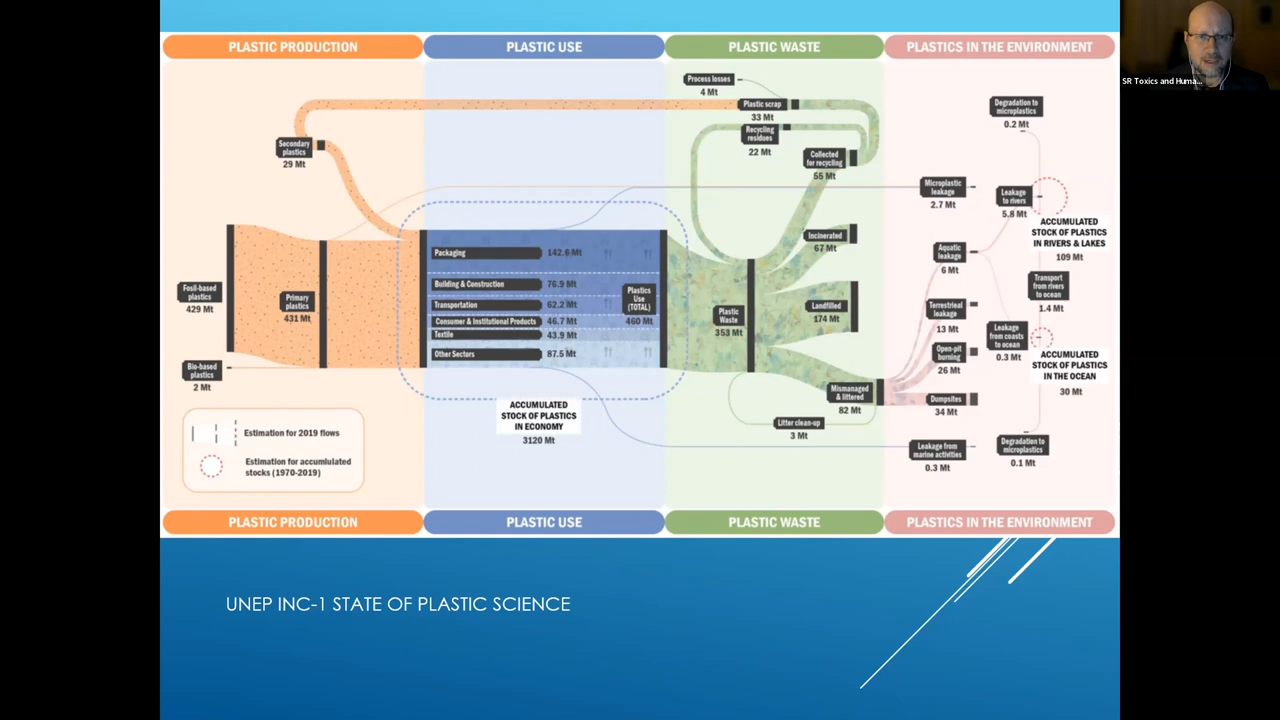 PLASTIC PRODUCTION
PLASTIC USE
PLASTIC WASTE
PLASTICS IN THE ENVIRONMENT
SR Toxics and Huma...
Process losses
4 Mt
Plastic scrap
33 Mt
Recycling
residues
22 Mt
Collected
for recycling
55 Mt
Degradation to
microplastics
0.2 Mt
Secondary
plastics
29 Mt
Microplastic
leakage
2.7 Mt
Leakage
to rivers
5.8 Mt
ACCUMULATED
STOCK OF PLASTICS
IN RIVERS & LAKES
109 Mt
Fosil-based
plastics
429 Mt
Primary
plastics
431 Mt
Bio-based
plastics
2 Mt
Packaging
142.6 Mt
Building & Construction
76.9 Mt
Transportation
62.2 Mt
Consumer & Institutional Products
46.7 Mt
Textile
43.9 Mt
Other Sectors
87.5 Mt
Plastics
Use
(TOTAL)
460 Mt
Plastic
Waste
353 Mt
Incinerated
67 Mt
Landfilled
174 Mt
Mismanaged
& littered
82 Mt
Litter clean-up
3 Mt
Aquatic
leakage
6 Mt
Terrestrieal
leakage
13 Mt
Open-pit
burning
26 Mt
Dumpsites
34 Mt
Leakage from
marine activities
0.3 Mt
Transport
from rivers
to ocean
1.4 Mt
Leakage
from coasts
to ocean
0.3 Mt
ACCUMULATED
STOCK OF PLASTICS
IN THE OCEAN
30 Mt
Degradation to
microplastics
0.1 Mt
ACCUMULATED
STOCK OF PLASTICS
IN ECONOMY
3120 Mt
Estimation for 2019 flows
Estimation for accumlulated
stocks (1970-2019)
PLASTIC PRODUCTION
PLASTIC USE
PLASTIC WASTE
PLASTICS IN THE ENVIRONMENT
UNEP INC-1 STATE OF PLASTIC SCIENCE